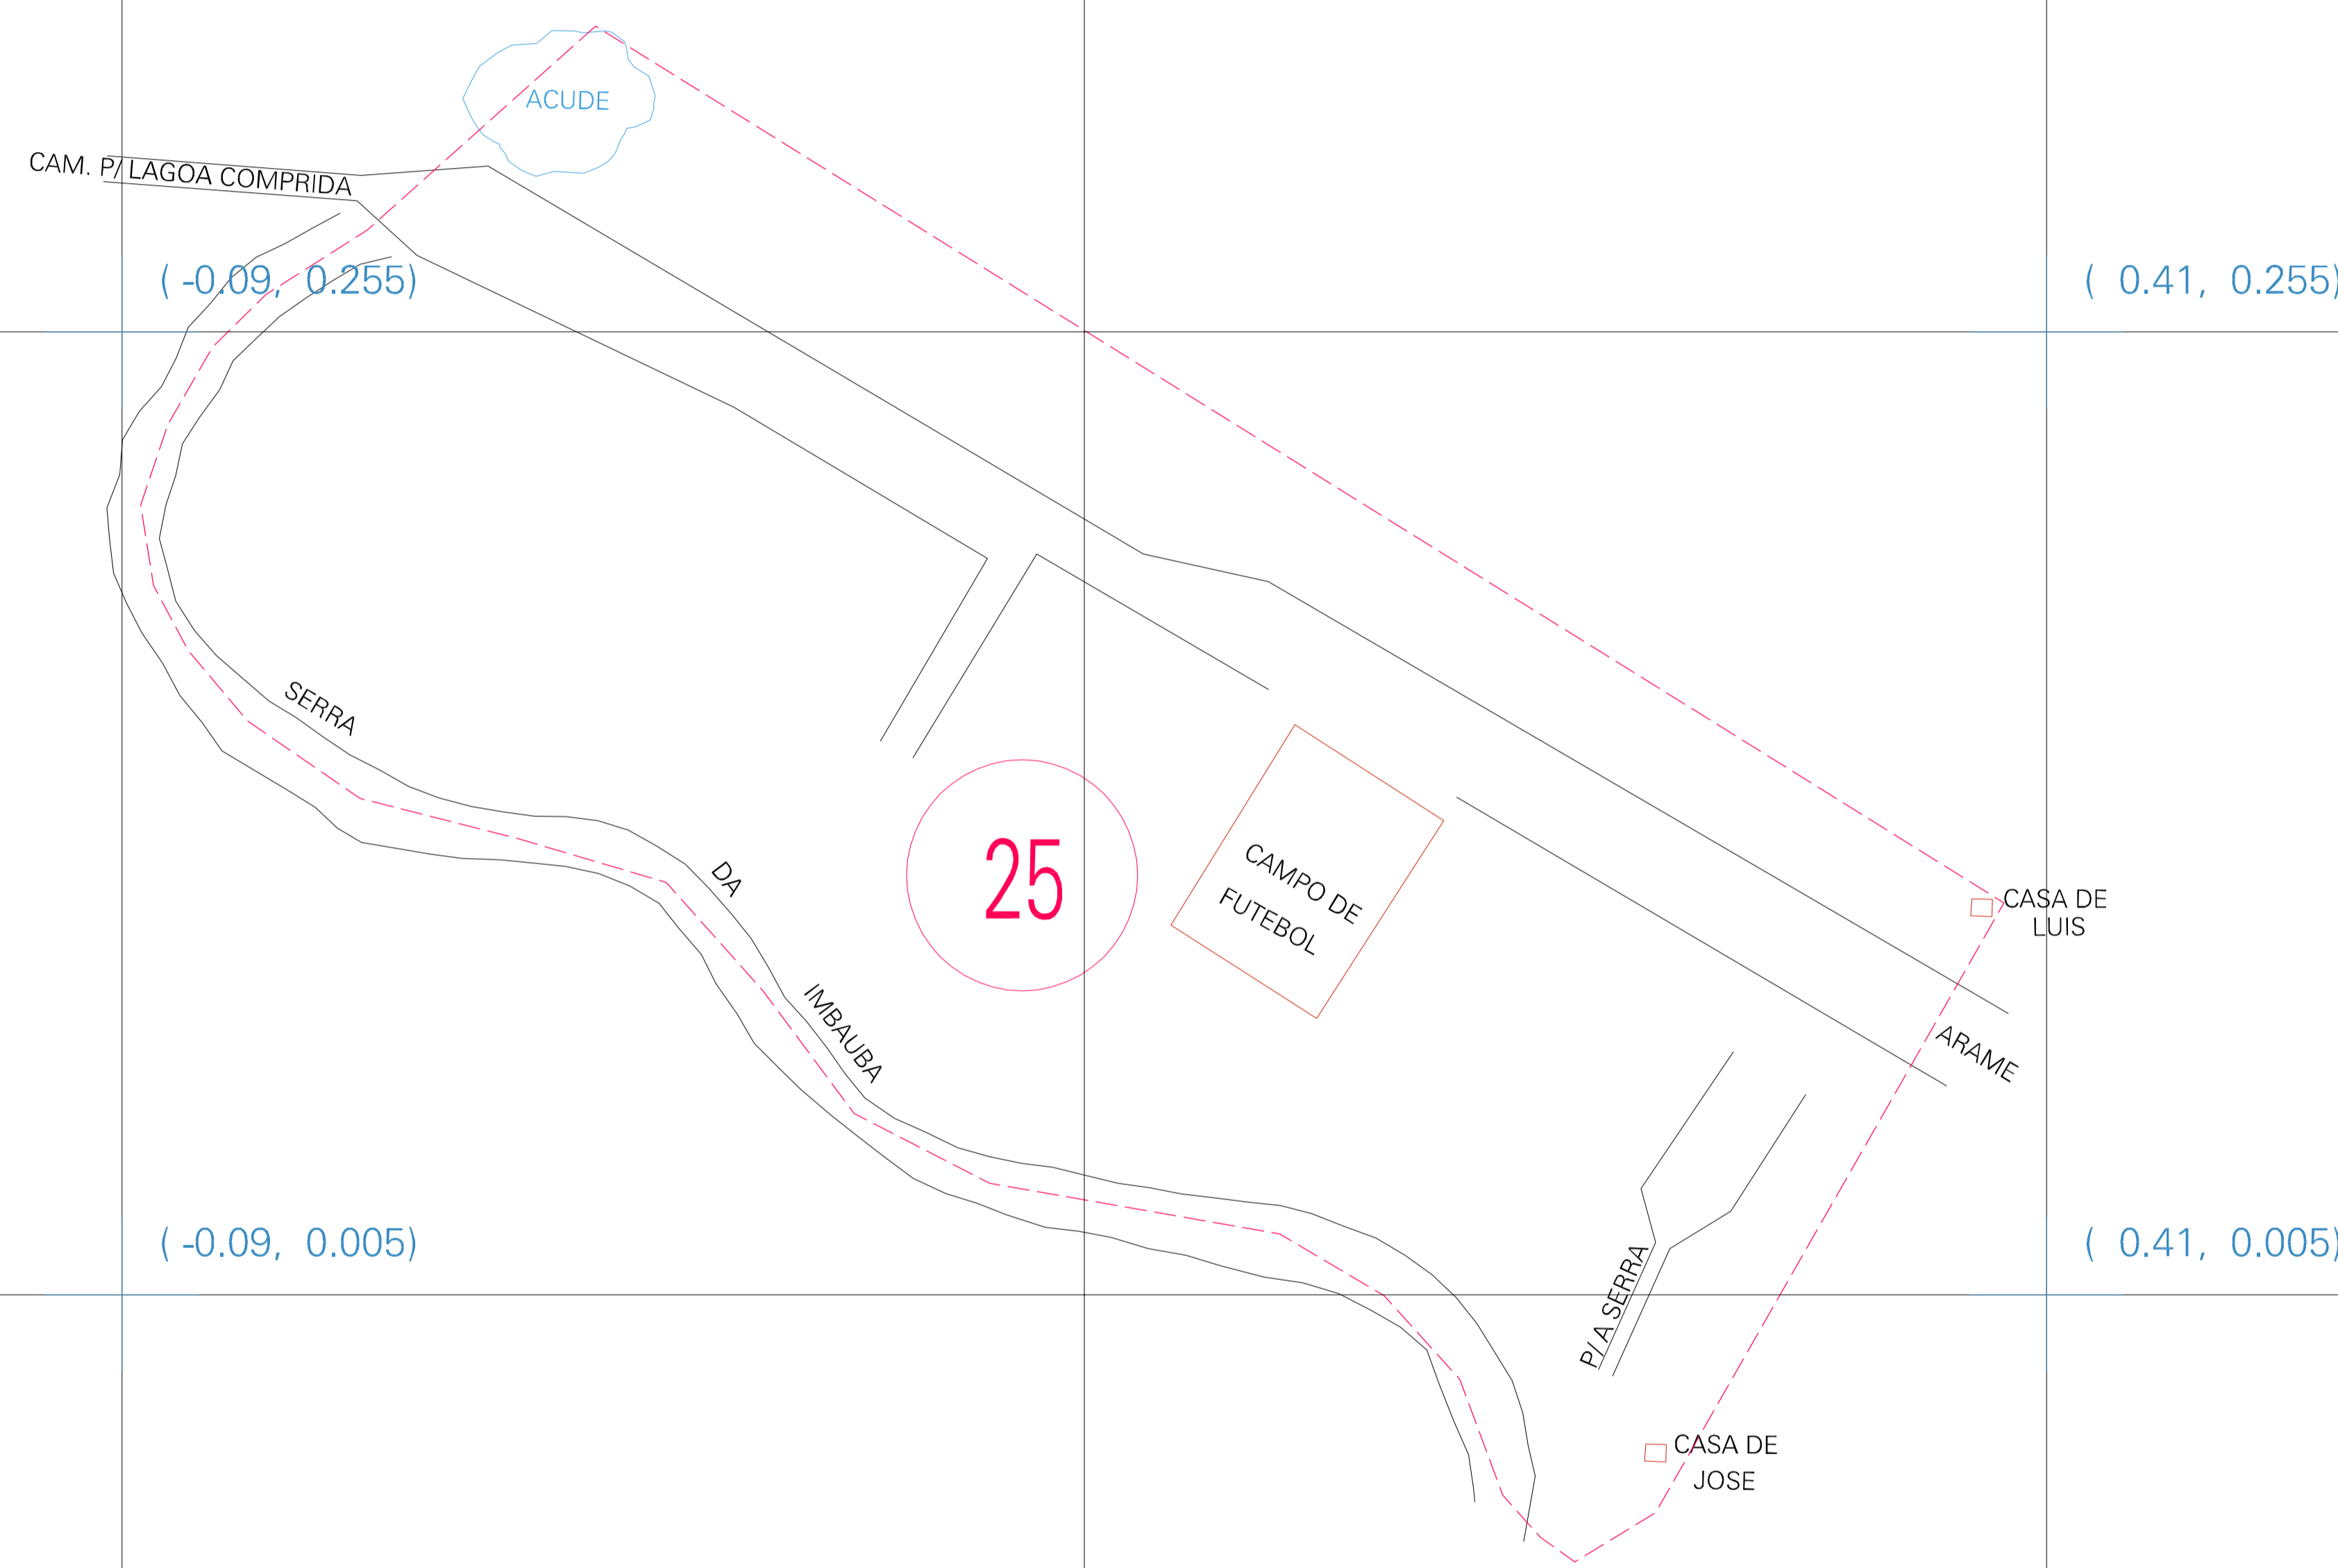 ACUDE
CAM. P/ LAGOA COMPRIDA
( -0.09, 0.255)
( 0.41, 0.255)
SERRA
DA
IMBAUBA
25
CAMPO DE
FUTEBOL
CASA DE
LUIS
ARAME
( -0.09, 0.005)
( 0.41, 0.005)
P/ A SERRA
CASA DE
JOSE